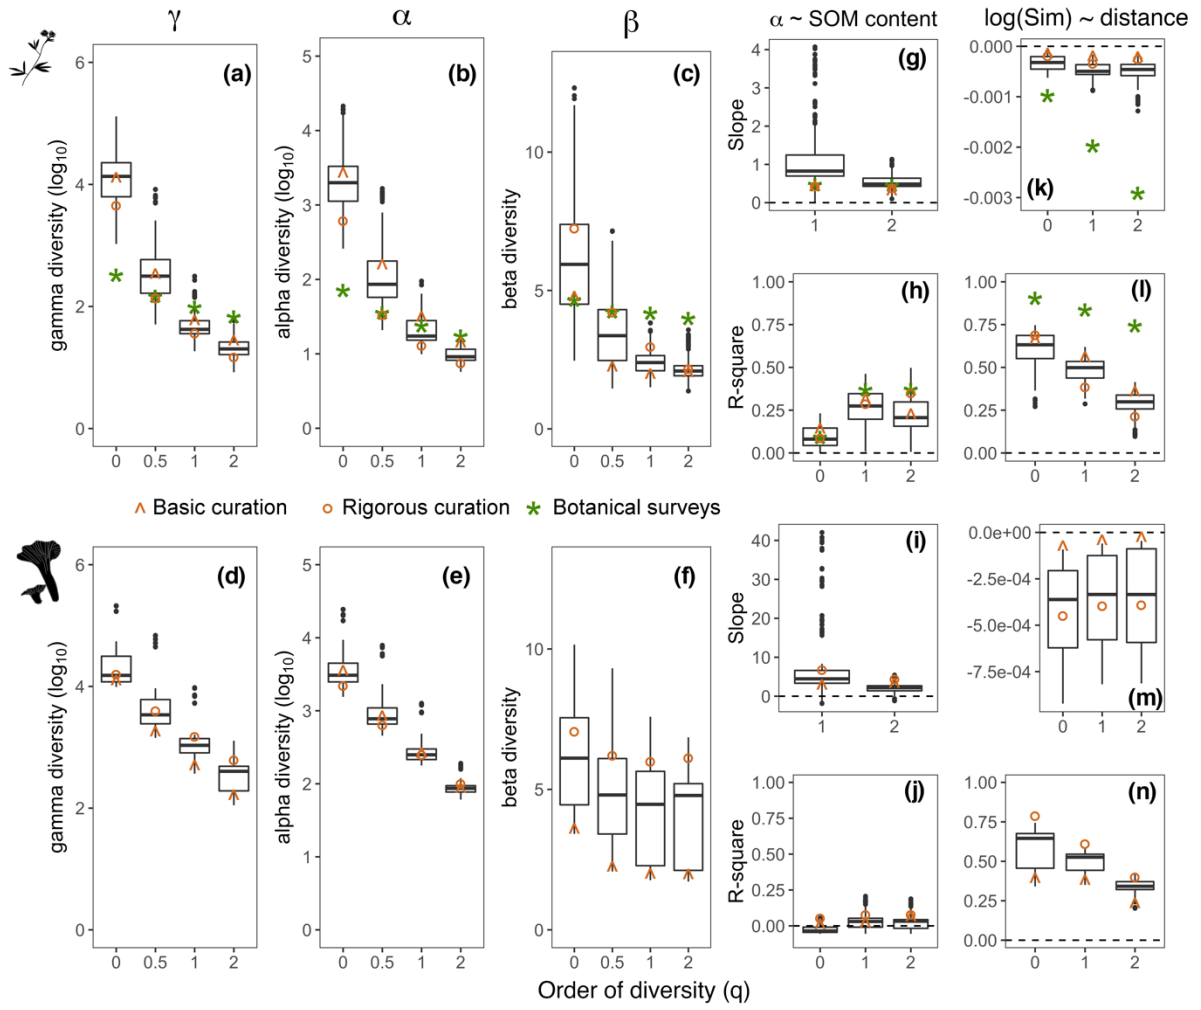 γ
α
β
α ~ SOM content
log(Sim) ~ distance
gamma diversity (log10)
6
4
2
0
(a)
0 0.5 1 2
alpha diversity (log10)
5
4
3
2
1
0
(b)
0 0.5 1 2
beta diversity
10
5
0
(c)
0 0.5 1 2
Slope
4
3
2
1
0
(g)
1 2
0.000
-0.001
-0.002
-0.003
(k)
0 1 2
R-square
1.00
0.75
0.50
0.25
0.00
(h)
0 1 2
1.00
0.75
0.50
0.25
0.00
(l)
0 1 2
Basic curation
Rigorous curation
Botanical surveys
gamma diversity (log10)
6
4
2
0
(d)
0 0.5 1 2
alpha diversity (log10)
5
4
3
2
1
0
(e)
0 0.5 1 2
beta diversity
10
5
0
(f)
0 0.5 1 2
Slope
40
30
20
10
0
(i)
1 2
0.0e+00
-2.5e-04
-5.0e-04
-7.5e-04
(m)
0 1 2
R-square
1.00
0.75
0.50
0.25
0.00
(j)
0 1 2
1.00
0.75
0.50
0.25
0.00
(n)
0 1 2
Order of diversity (q)